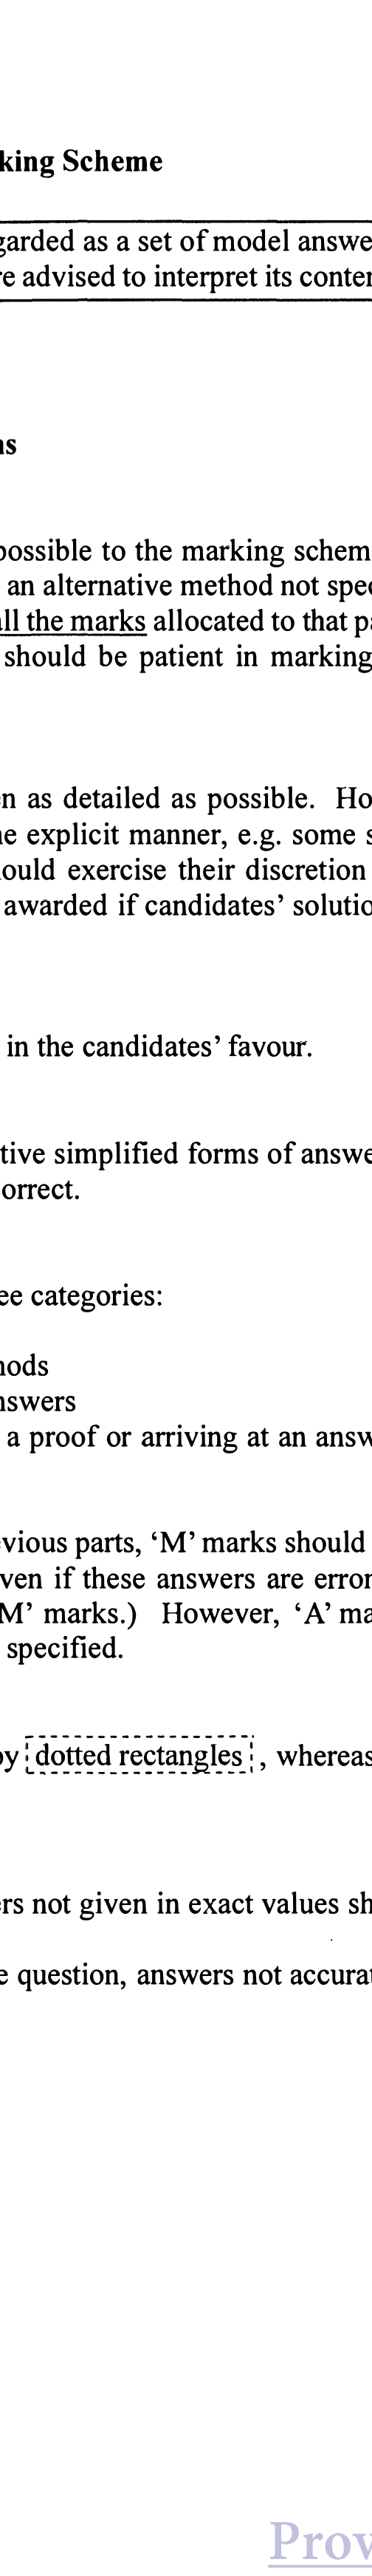 king Scheme
garded as a set of model answe
re advised to interpret its conter
ns
possible to the marking schem
an alternative method not spec
all the marks allocated to that pa
should be patient in marking
en as detailed as possible. Ho
ne explicit manner, e.g. some s
ould exercise their discretion
awarded if candidates’ solutio
in the candidates’ favour.
tive simplified forms of answe
orrect.
ee categories:
nods
nswers
a proof or arriving at an answ
evious parts, ‘M’ marks should
ven if these answers are error
‘M’ marks.) However, ‘A’ ma
specified.
by dotted rectangles , whereas
ers not given in exact values sh
e question, answers not accurat
Prov